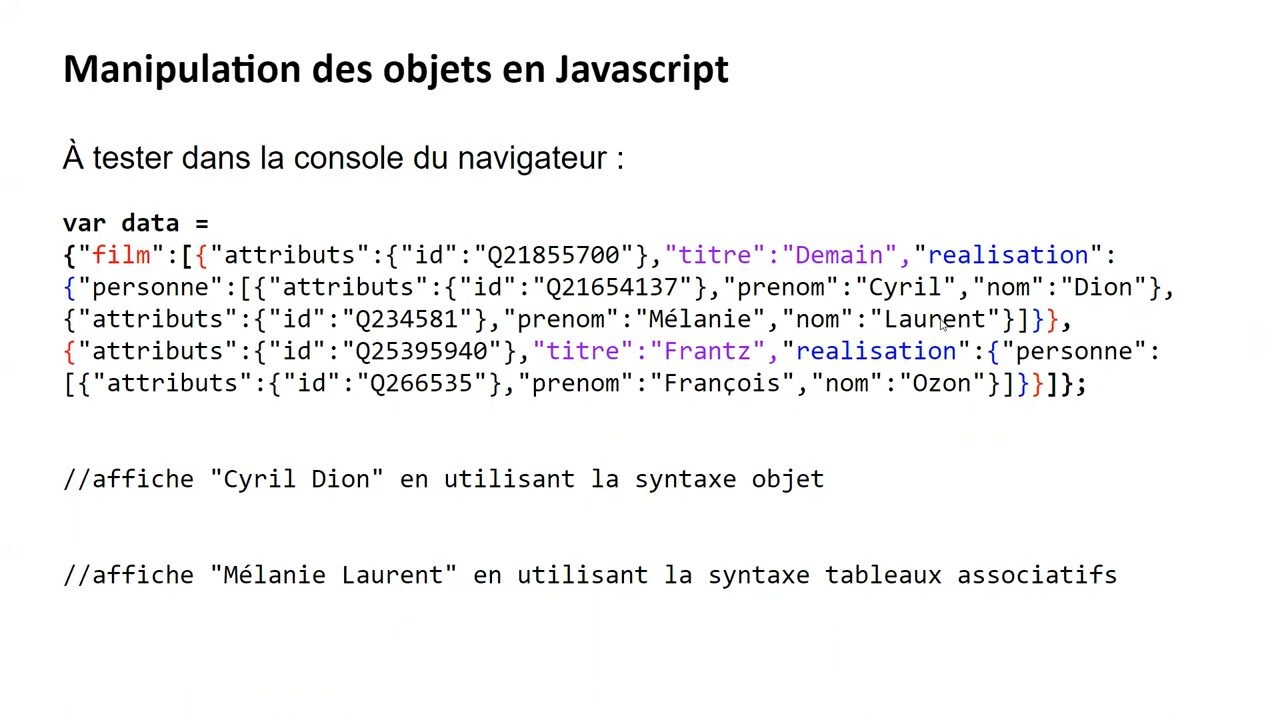 Manipulation des objets en Javascript
À tester dans la console du navigateur :
var data =
{"film":[{"attributs":{"id":"Q21855700"},"titre":"Demain","realisation":
{"personne":[{"attributs":{"id":"Q21654137"},"prenom":"Cyril","nom":"Dion"},
{"attributs":{"id":"Q234581"},"prenom":"Mélanie","nom":"Laurent"}]}},
{"attributs":{"id":"Q25395940"},"titre":"Frantz","realisation":{"personne":
[{"attributs":{"id":"Q266535"},"prenom":"François","nom":"Ozon"}]}}]};
//affiche "Cyril Dion" en utilisant la syntaxe objet
//affiche "Mélanie Laurent" en utilisant la syntaxe tableaux associatifs